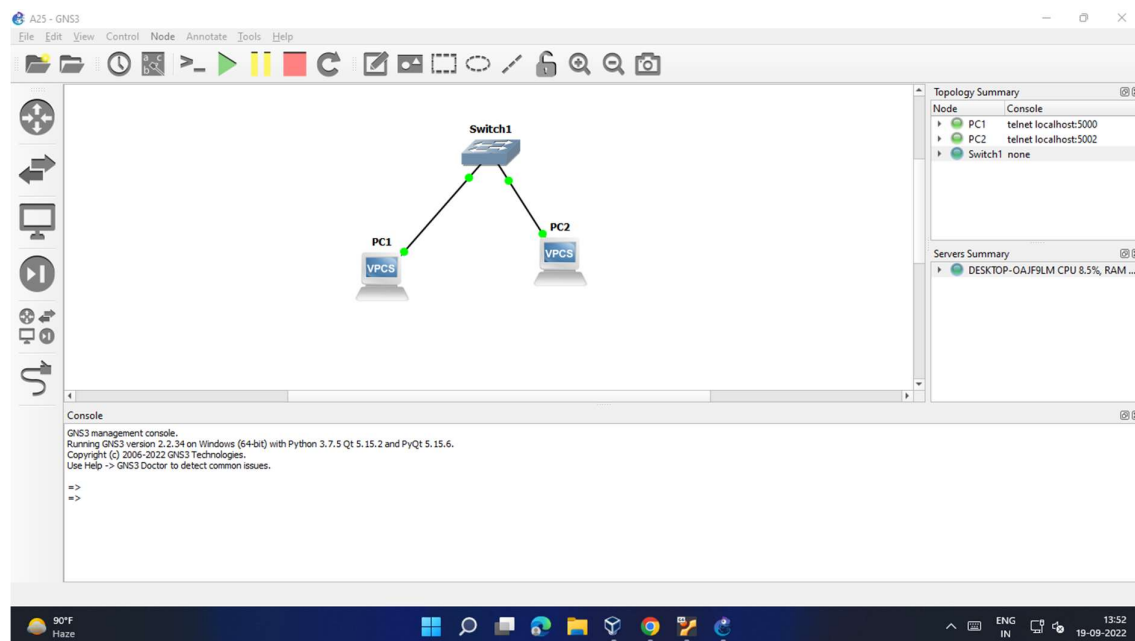 A25 - GNS3
File Edit View Control Node Annotate Tools Help
Topology Summary
Node Console
PC1 telnet localhost:5000
PC2 telnet localhost:5002
Switch1 none
Switch1
PC1
VPCS
PC2
VPCS
Servers Summary
DESKTOP-OAJF9LM CPU 8.5%, RAM ...
Console
GNS3 management console.
Running GNS3 version 2.2.34 on Windows (64-bit) with Python 3.7.5 Qt 5.15.2 and PyQt 5.15.6.
Copyright (c) 2006-2022 GNS3 Technologies.
Use Help -> GNS3 Doctor to detect common issues.
=>
=>
90°F
Haze
ENG
IN
13:52
19-09-2022